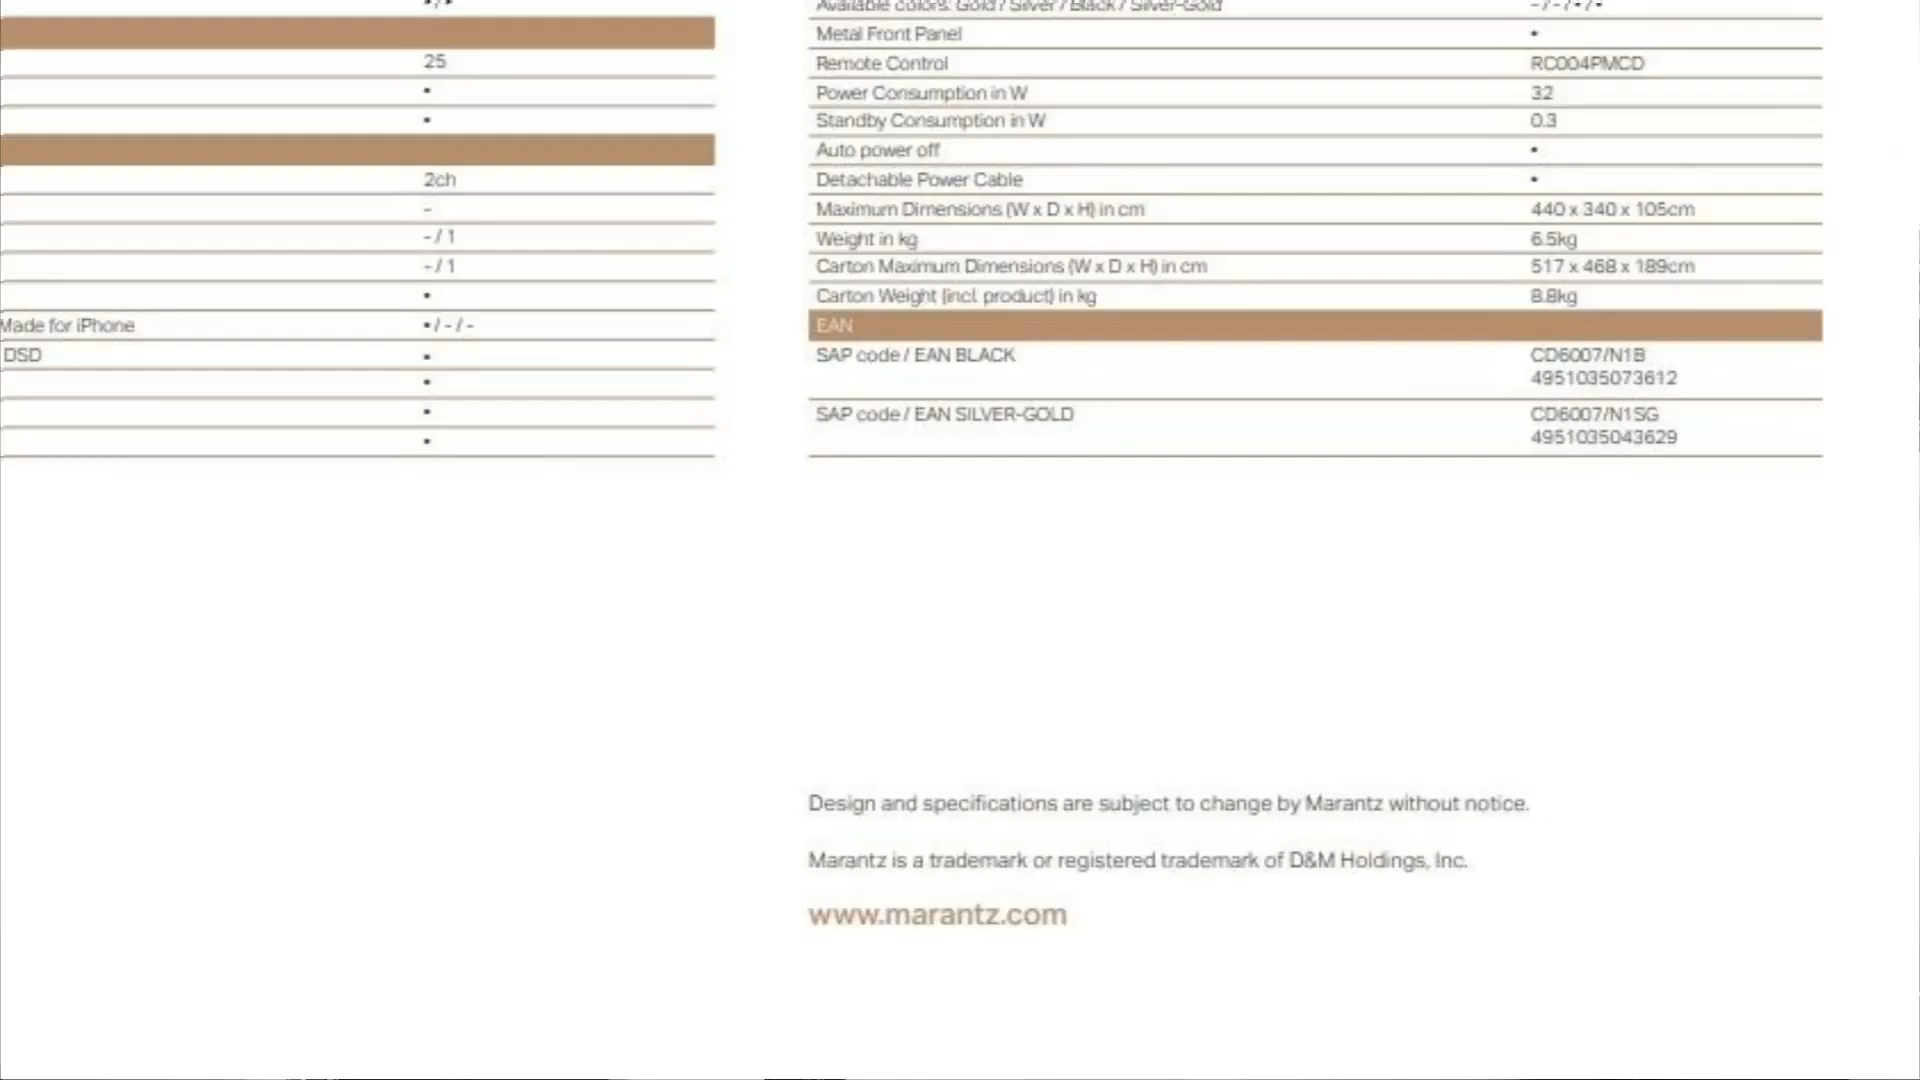 25
2ch
-
- / 1
- / 1
Made for iPhone • / - / -
DSD •
Available colors: Gold / Silver / Black / Silver-Gold - / - / • / •
Metal Front Panel •
Remote Control RC004PMCD
Power Consumption in W 32
Standby Consumption in W 0.3
Auto power off •
Detachable Power Cable •
Maximum Dimensions (W x D x H) in cm 440 x 340 x 105cm
Weight in kg 6.5kg
Carton Maximum Dimensions (W x D x H) in cm 517 x 468 x 189cm
Carton Weight (incl. product) in kg 8.8kg
EAN
SAP code / EAN BLACK CD6007/N1B
4951035073612
SAP code / EAN SILVER-GOLD CD6007/N1SG
4951035043629
Design and specifications are subject to change by Marantz without notice.
Marantz is a trademark or registered trademark of D&M Holdings, Inc.
www.marantz.com